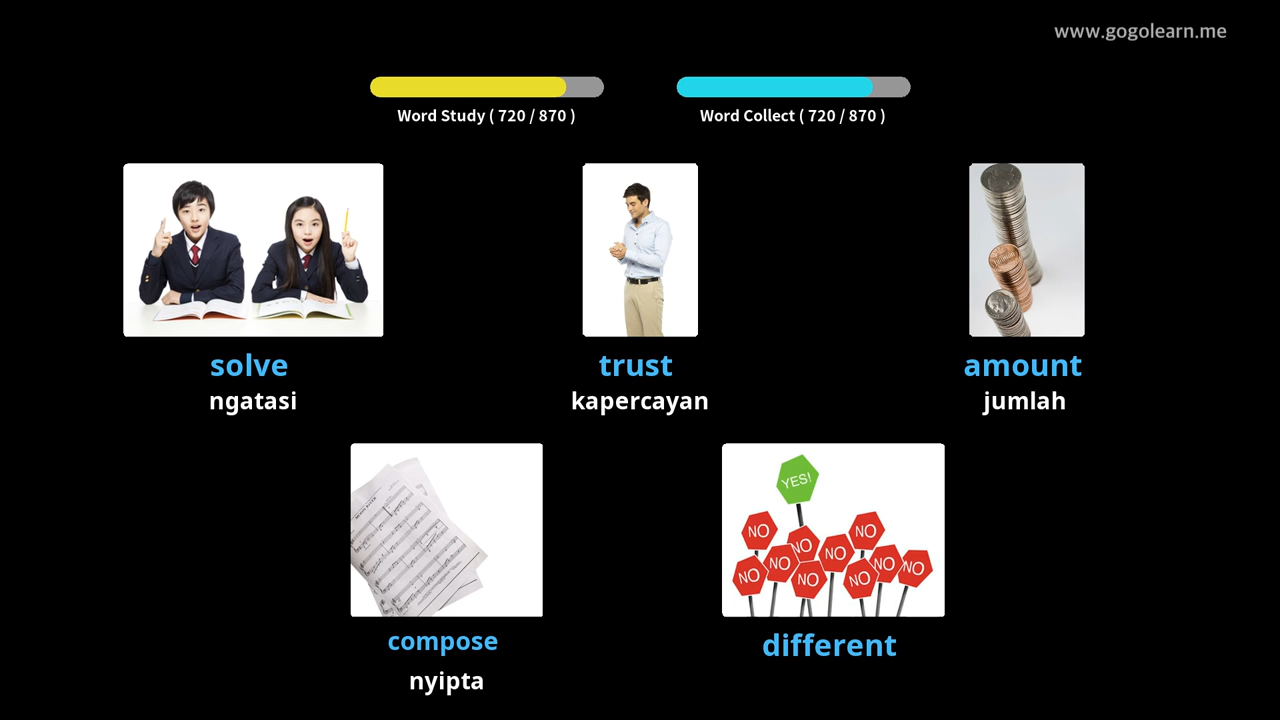 www.gogolearn.me
Word Study ( 720 / 870 )
Word Collect ( 720 / 870 )
solve
ngatasi
trust
kapercayan
amount
jumlah
YES!
NO
NO
NO
NO
NO
NO
NO
NO
NO
NO
compose
nyipta
different